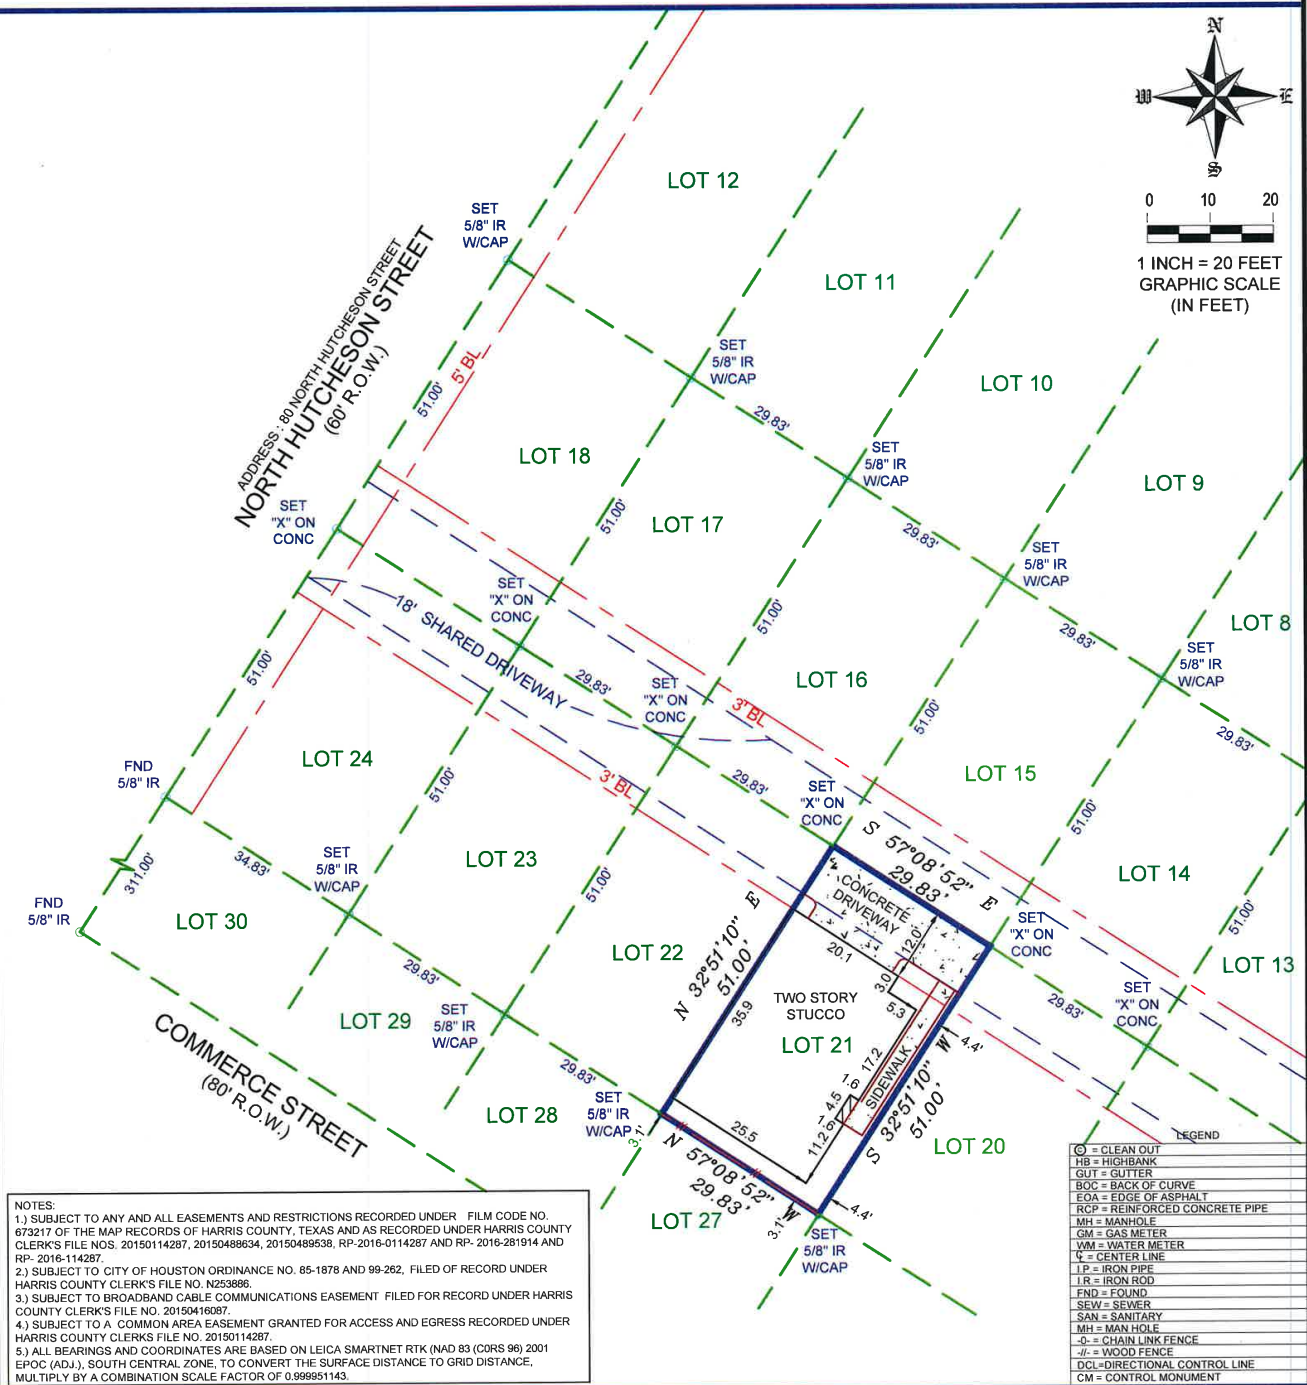 N
W
E
S
0 10 20
1 INCH = 20 FEET
GRAPHIC SCALE
(IN FEET)
LOT 12
SET
5/8" IR
W/CAP
LOT 11
ADDRESS : 80 NORTH HUTCHESON STREET
NORTH HUTCHESON STREET
(60' R.O.W.)
51.00'
5' BL
SET
5/8" IR
W/CAP
LOT 10
29.83'
LOT 18
SET
5/8" IR
W/CAP
LOT 9
SET
"X" ON
CONC
51.00'
LOT 17
29.83'
SET
5/8" IR
W/CAP
SET
"X" ON
CONC
18' SHARED DRIVEWAY
51.00'
29.83'
LOT 8
SET
5/8" IR
W/CAP
51.00'
29.83'
SET
"X" ON
CONC
LOT 16
3' BL
51.00'
29.83'
LOT 24
FND
5/8" IR
3' BL
51.00'
29.83'
SET
"X" ON
CONC
LOT 15
51.00'
311.00'
34.83'
SET
5/8" IR
W/CAP
LOT 23
51.00'
S 57°08'52" E
29.83'
LOT 14
FND
5/8" IR
LOT 30
CONCRETE
DRIVEWAY
SET
"X" ON
CONC
51.00'
LOT 22
N 32°51'10" E
51.00'
20.1
12.0'
LOT 13
29.83'
3.0
TWO STORY
STUCCO
5.3
SET
"X" ON
CONC
29.83'
LOT 29
SET
5/8" IR
W/CAP
35.9
LOT 21
4.4'
COMMERCE STREET
(80' R.O.W.)
29.83'
17.2
1.6
4.5
1.6
11.2
SIDEWALK
S 32°51'10" W
51.00'
LOT 28
SET
5/8" IR
W/CAP
3.1'
25.5
LOT 20
N 57°08'52" W
29.83'
LOT 27
3.1'
4.4'
SET
5/8" IR
W/CAP
LEGEND
© = CLEAN OUT
HB = HIGHBANK
GUT = GUTTER
BOC = BACK OF CURVE
EOA = EDGE OF ASPHALT
RCP = REINFORCED CONCRETE PIPE
MH = MANHOLE
GM = GAS METER
WM = WATER METER
℄ = CENTER LINE
I.P = IRON PIPE
I.R = IRON ROD
FND = FOUND
SEW = SEWER
SAN = SANITARY
MH = MAN HOLE
-0- = CHAIN LINK FENCE
-//- = WOOD FENCE
DCL=DIRECTIONAL CONTROL LINE
CM = CONTROL MONUMENT
NOTES:
1.) SUBJECT TO ANY AND ALL EASEMENTS AND RESTRICTIONS RECORDED UNDER FILM CODE NO.
673217 OF THE MAP RECORDS OF HARRIS COUNTY, TEXAS AND AS RECORDED UNDER HARRIS COUNTY
CLERK'S FILE NOS. 20150114287, 20150488634, 20150489538, RP-2016-0114287 AND RP- 2016-281914 AND
RP- 2016-114287.
2.) SUBJECT TO CITY OF HOUSTON ORDINANCE NO. 85-1878 AND 99-262, FILED OF RECORD UNDER
HARRIS COUNTY CLERK'S FILE NO. N253886.
3.) SUBJECT TO BROADBAND CABLE COMMUNICATIONS EASEMENT FILED FOR RECORD UNDER HARRIS
COUNTY CLERK'S FILE NO. 20150416087.
4.) SUBJECT TO A COMMON AREA EASEMENT GRANTED FOR ACCESS AND EGRESS RECORDED UNDER
HARRIS COUNTY CLERKS FILE NO. 20150114287.
5.) ALL BEARINGS AND COORDINATES ARE BASED ON LEICA SMARTNET RTK (NAD 83 (CORS 96) 2001
EPOC (ADJ.), SOUTH CENTRAL ZONE, TO CONVERT THE SURFACE DISTANCE TO GRID DISTANCE,
MULTIPLY BY A COMBINATION SCALE FACTOR OF 0.999951143.